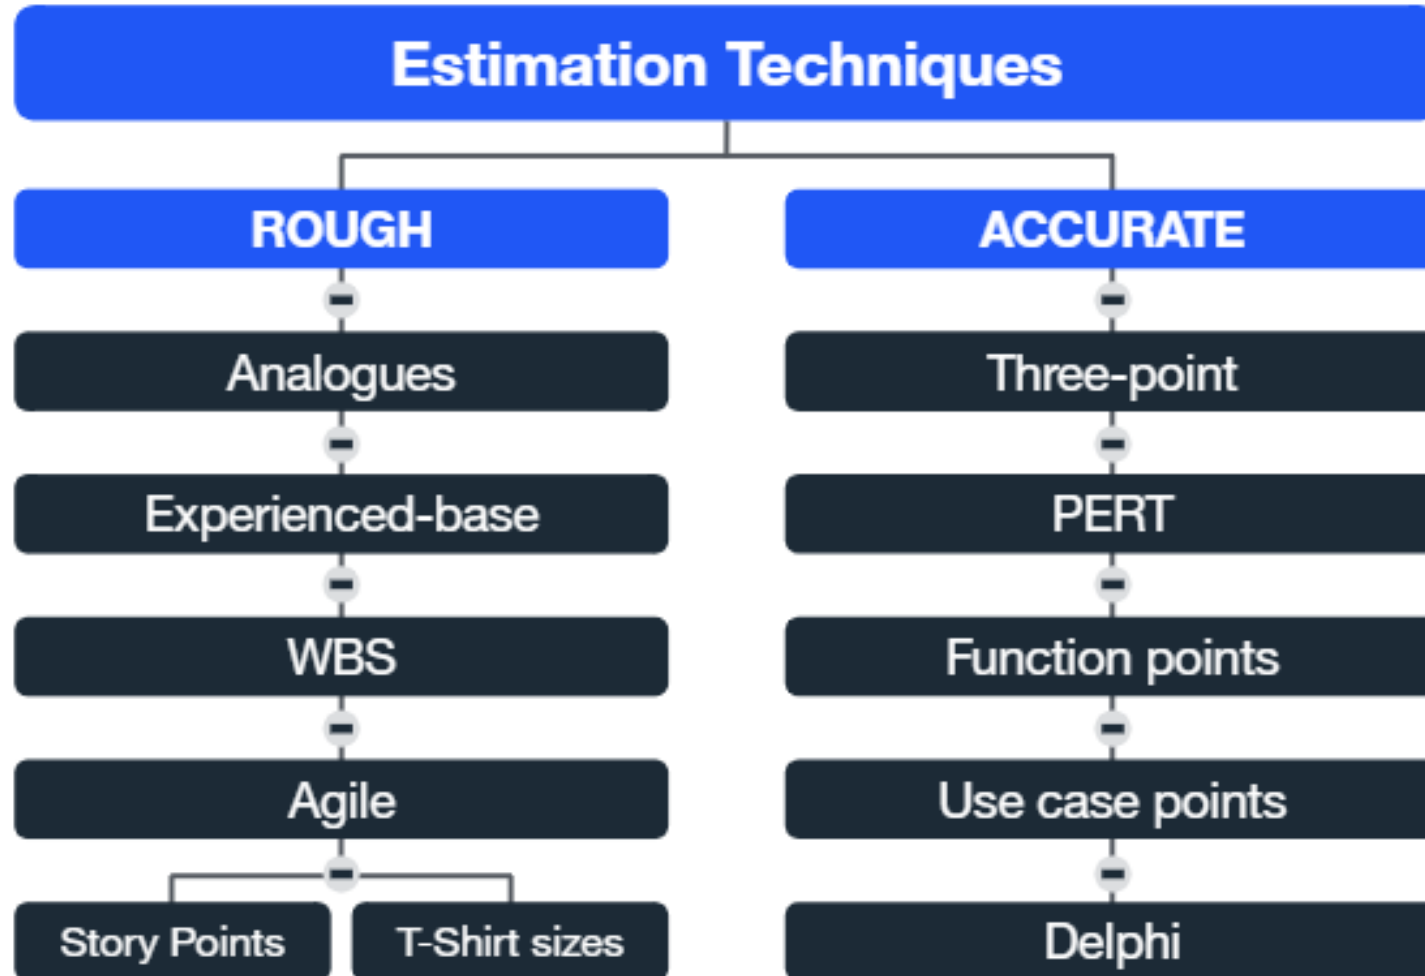 Estimation Techniques
ROUGH
Analogues
Experienced-base
WBS
Agile
Story Points
T-Shirt sizes
ACCURATE
Three-point
PERT
Function points
Use case points
Delphi